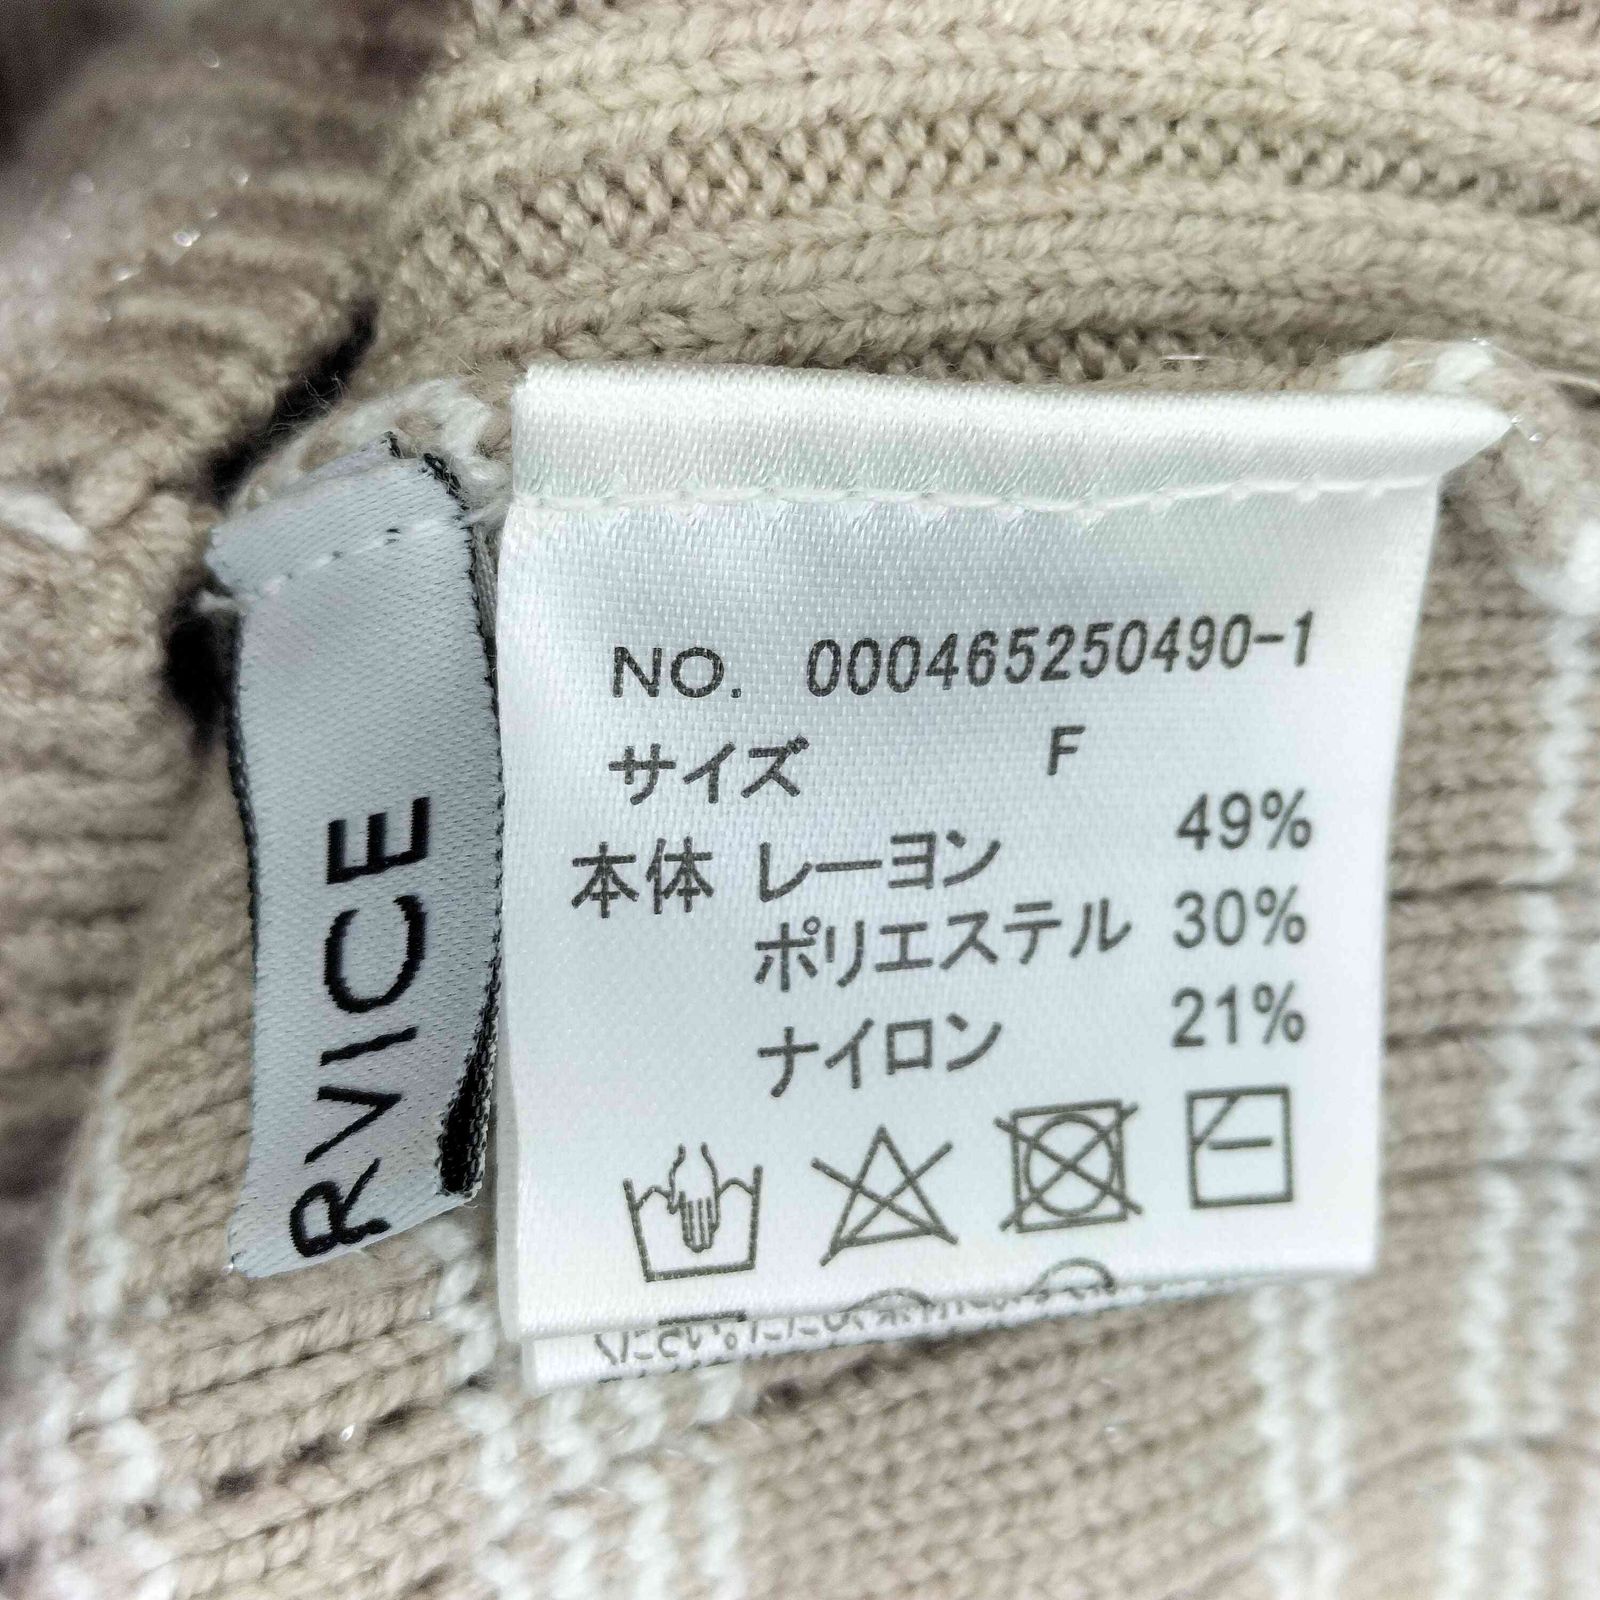 NO. 000465250490-1
サイズ F
本体 レーヨン 49%
ポリエステル 30%
ナイロン 21%
RVICE